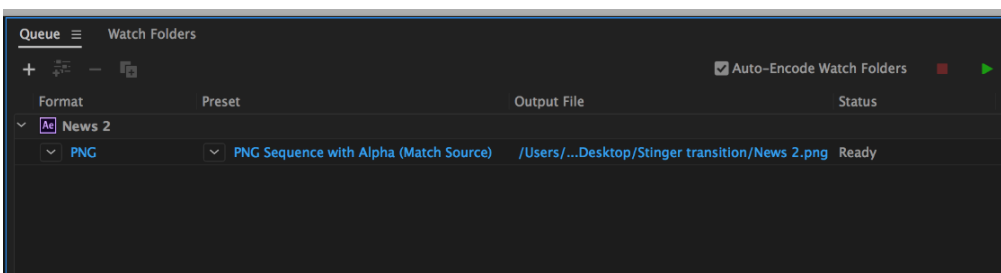 Queue Watch Folders
Auto-Encode Watch Folders
Format Preset Output File Status
Ae News 2
PNG PNG Sequence with Alpha (Match Source) /Users/...Desktop/Stinger transition/News 2.png Ready